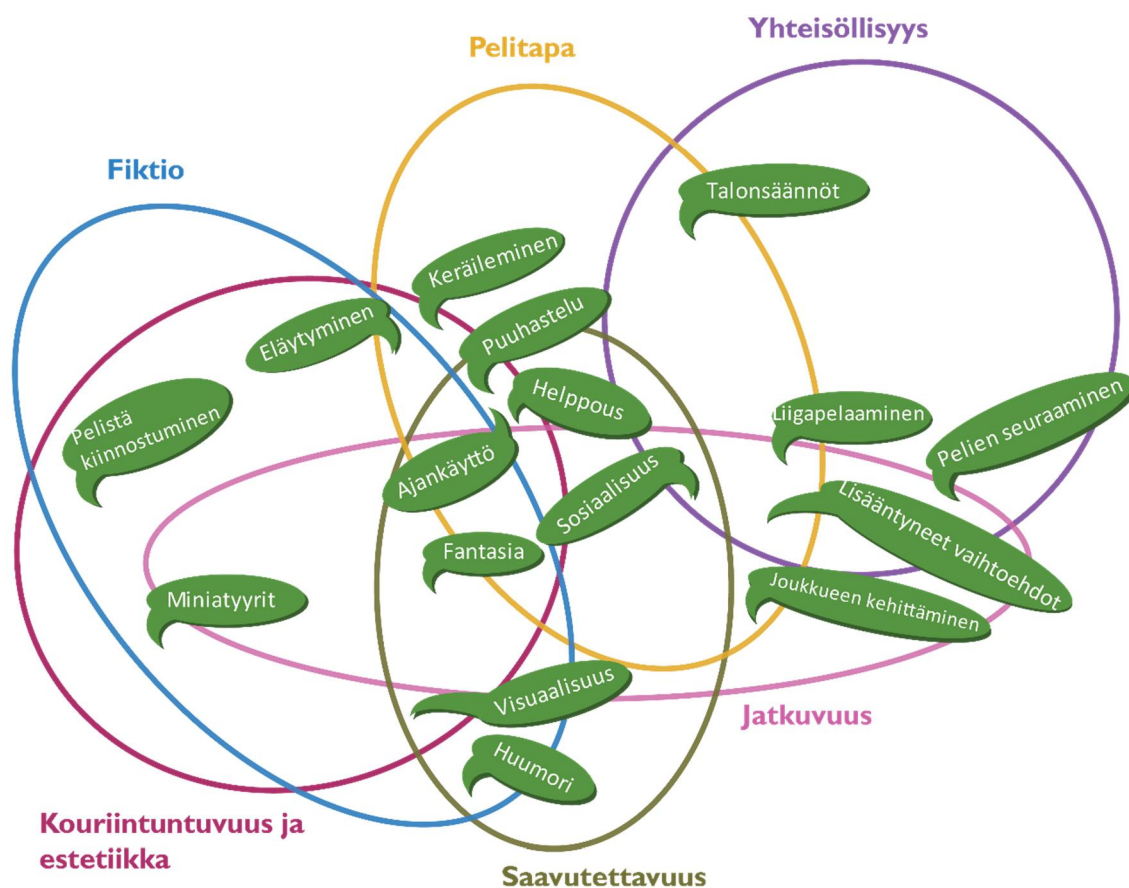 Yhteisöllisyys
Pelitapa
Fiktio
Talonsäännöt
Keräileminen
Eläytyminen
Puuhastelu
Helppous
Pelistä
kiinnostuminen
Liigapelaaminen
Pelien seuraaminen
Ajankäyttö
Sosiaalisuus
Lisääntyneet vaihtoehdot
Fantasia
Miniatyyrit
Joukkueen kehittäminen
Visuaalisuus
Jatkuvuus
Huumori
Kouriintuntuvuus ja
estetiikka
Saavutettavuus